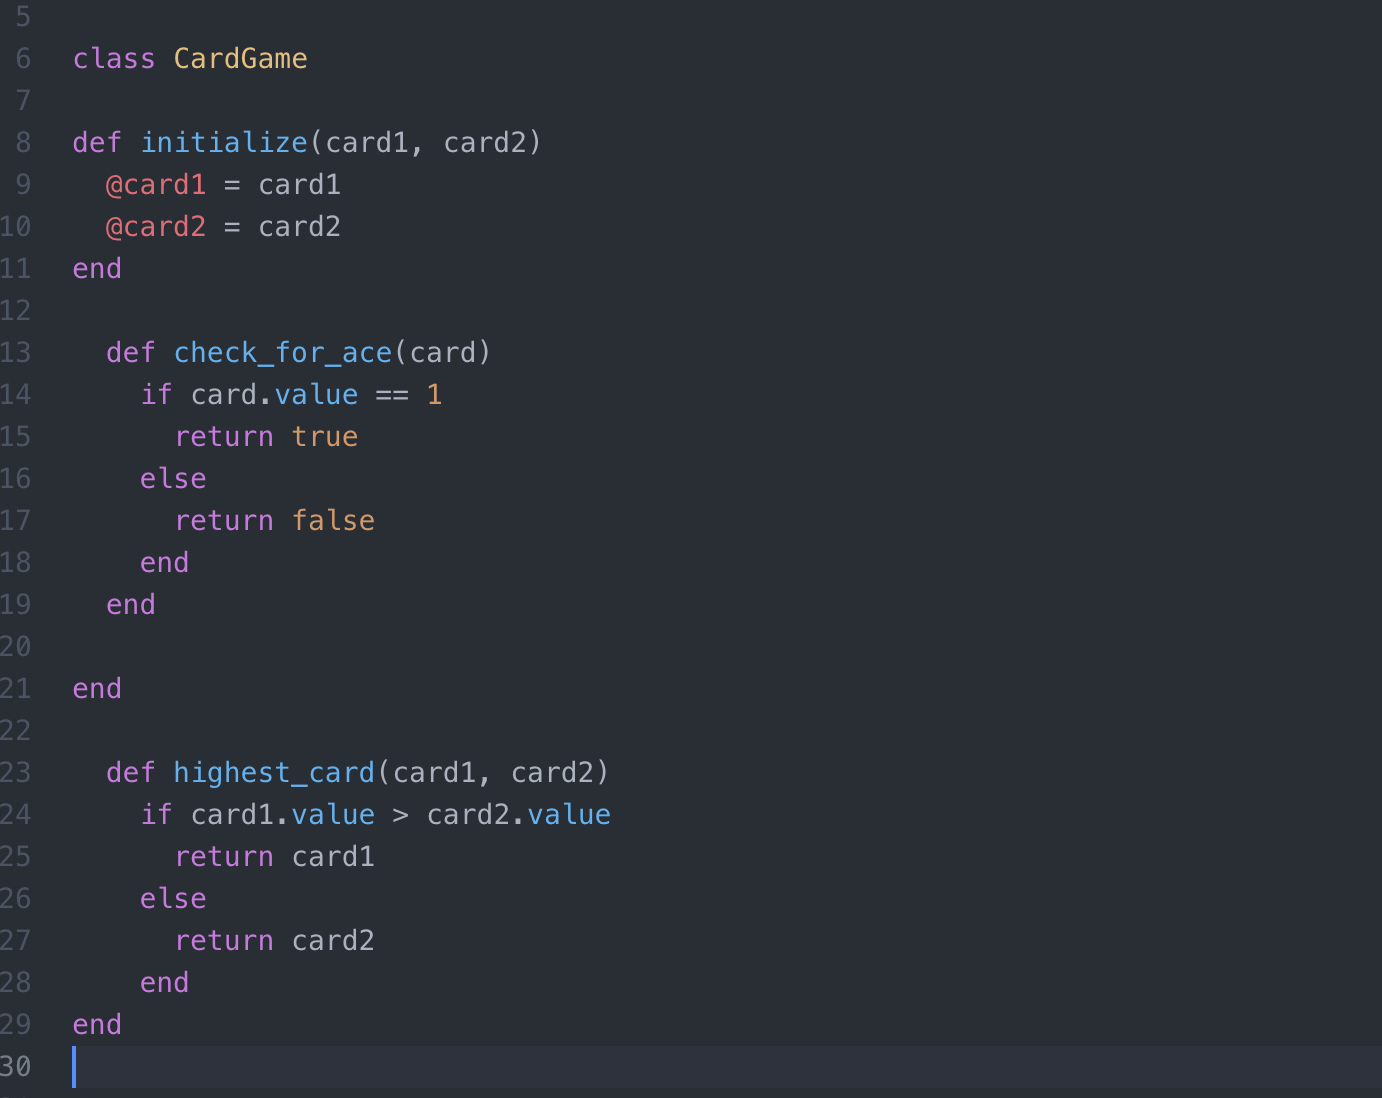 5
6 class CardGame
7
8 def initialize(card1, card2)
9   @card1 = card1
10   @card2 = card2
11 end
12
13   def check_for_ace(card)
14     if card.value == 1
15       return true
16     else
17       return false
18     end
19   end
20
21 end
22
23   def highest_card(card1, card2)
24     if card1.value > card2.value
25       return card1
26     else
27       return card2
28     end
29 end
30